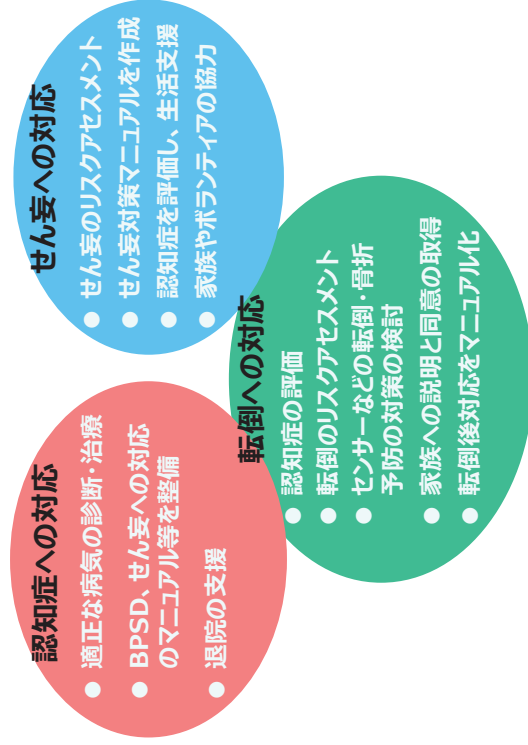 認知症への対応
● 適正な病気の診断・治療
● BPSD、せん妄への対応
のマニュアル等を整備
● 退院の支援
せん妄への対応
● せん妄のリスクアセスメント
● せん妄対策マニュアルを作成
● 認知症を評価し、生活支援
● 家族やボランティアの協力
転倒への対応
● 認知症の評価
● 転倒のリスクアセスメント
● センサーなどの転倒・骨折
予防の対策の検討
● 家族への説明と同意の取得
● 転倒後対応をマニュアル化